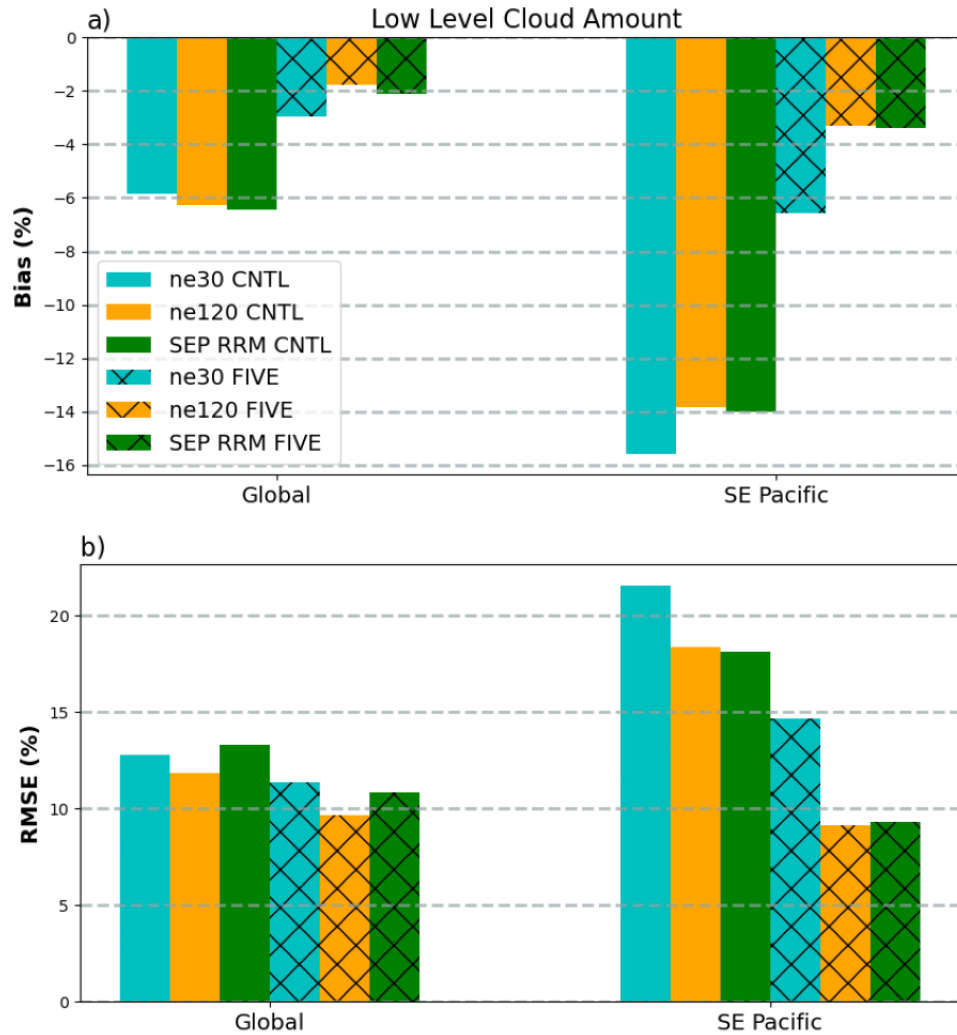 a)
Low Level Cloud Amount
0
−2
−4
−6
−8
−10
−12
−14
−16
Bias (%)
ne30 CNTL
ne120 CNTL
SEP RRM CNTL
ne30 FIVE
ne120 FIVE
SEP RRM FIVE
Global
SE Pacific
b)
20
15
10
5
0
RMSE (%)
Global
SE Pacific